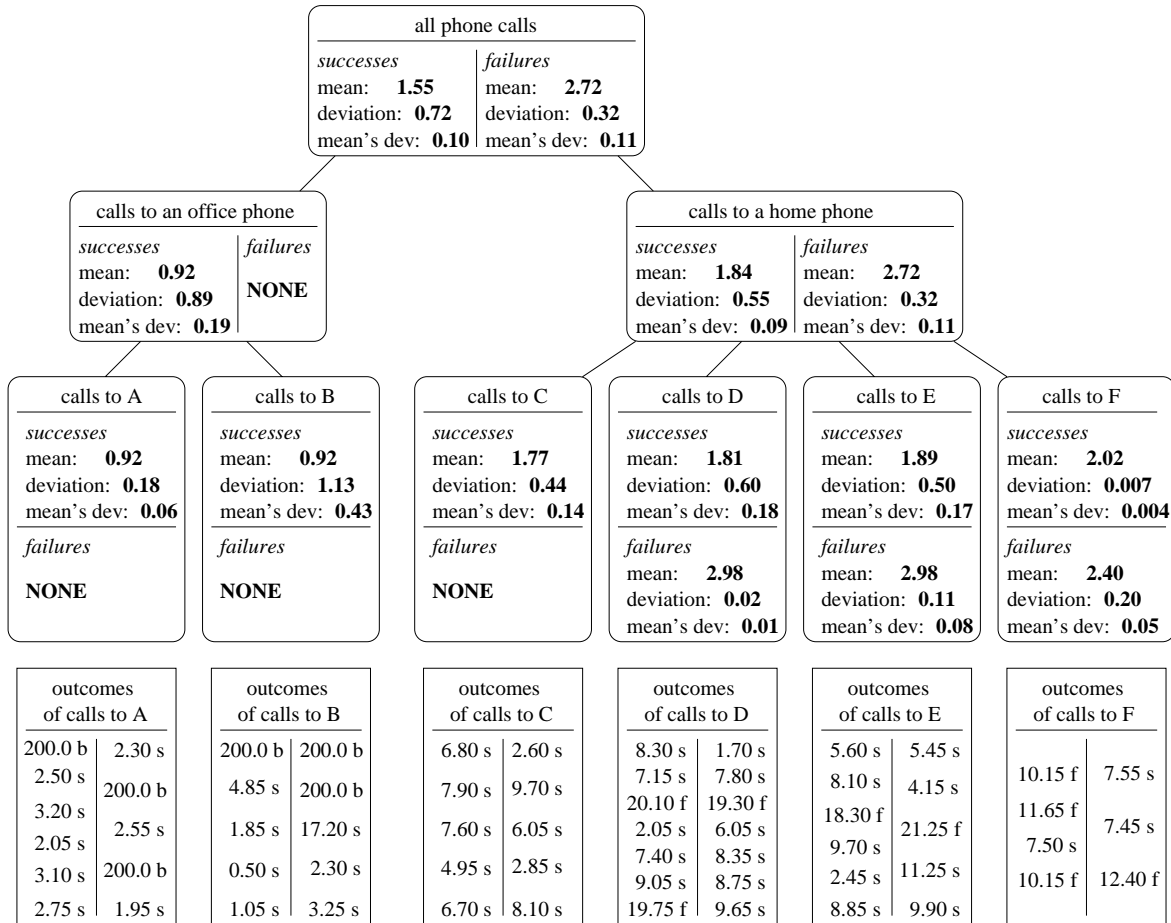 all phone calls
successes failures
mean: 1.55 mean: 2.72
deviation: 0.72 deviation: 0.32
mean's dev: 0.10 mean's dev: 0.11
calls to an office phone
successes failures
mean: 0.92
NONE
deviation: 0.89
mean's dev: 0.19
calls to a home phone
successes failures
mean: 1.84 mean: 2.72
deviation: 0.55 deviation: 0.32
mean's dev: 0.09 mean's dev: 0.11
calls to A
successes
mean: 0.92
deviation: 0.18
mean's dev: 0.06
failures
NONE
calls to B
successes
mean: 0.92
deviation: 1.13
mean's dev: 0.43
failures
NONE
calls to C
successes
mean: 1.77
deviation: 0.44
mean's dev: 0.14
failures
NONE
calls to D
successes
mean: 1.81
deviation: 0.60
mean's dev: 0.18
failures
mean: 2.98
deviation: 0.02
mean's dev: 0.01
calls to E
successes
mean: 1.89
deviation: 0.50
mean's dev: 0.17
failures
mean: 2.98
deviation: 0.11
mean's dev: 0.08
calls to F
successes
mean: 2.02
deviation: 0.007
mean's dev: 0.004
failures
mean: 2.40
deviation: 0.20
mean's dev: 0.05
outcomes
of calls to A
200.0 b
2.50 s
3.20 s
2.05 s
3.10 s
2.75 s
2.30 s
200.0 b
2.55 s
200.0 b
1.95 s
outcomes
of calls to B
200.0 b
4.85 s
1.85 s
0.50 s
1.05 s
200.0 b
200.0 b
17.20 s
2.30 s
3.25 s
outcomes
of calls to C
6.80 s
7.90 s
7.60 s
4.95 s
6.70 s
2.60 s
9.70 s
6.05 s
2.85 s
8.10 s
outcomes
of calls to D
8.30 s
7.15 s
20.10 f
2.05 s
7.40 s
9.05 s
19.75 f
1.70 s
7.80 s
19.30 f
6.05 s
8.35 s
8.75 s
9.65 s
outcomes
of calls to E
5.60 s
8.10 s
18.30 f
9.70 s
2.45 s
8.85 s
5.45 s
4.15 s
21.25 f
11.25 s
9.90 s
outcomes
of calls to F
10.15 f
11.65 f
7.50 s
10.15 f
7.55 s
7.45 s
12.40 f